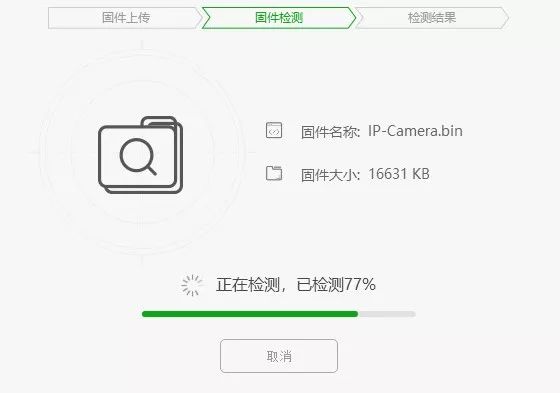 固件上传 固件检测 检测结果
固件名称: IP-Camera.bin
固件大小: 16631 KB
正在检测，已检测77%
取消